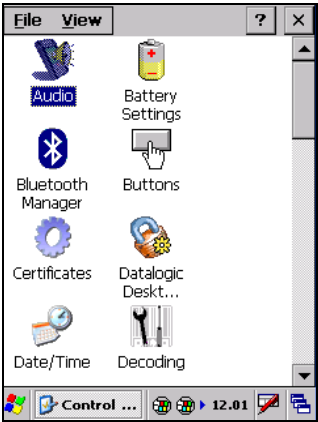 File View ? ×
Audio
Battery
Settings
Bluetooth
Manager
Buttons
Certificates
Datalogic
Deskt...
Date/Time
Decoding
Control ...
12.01